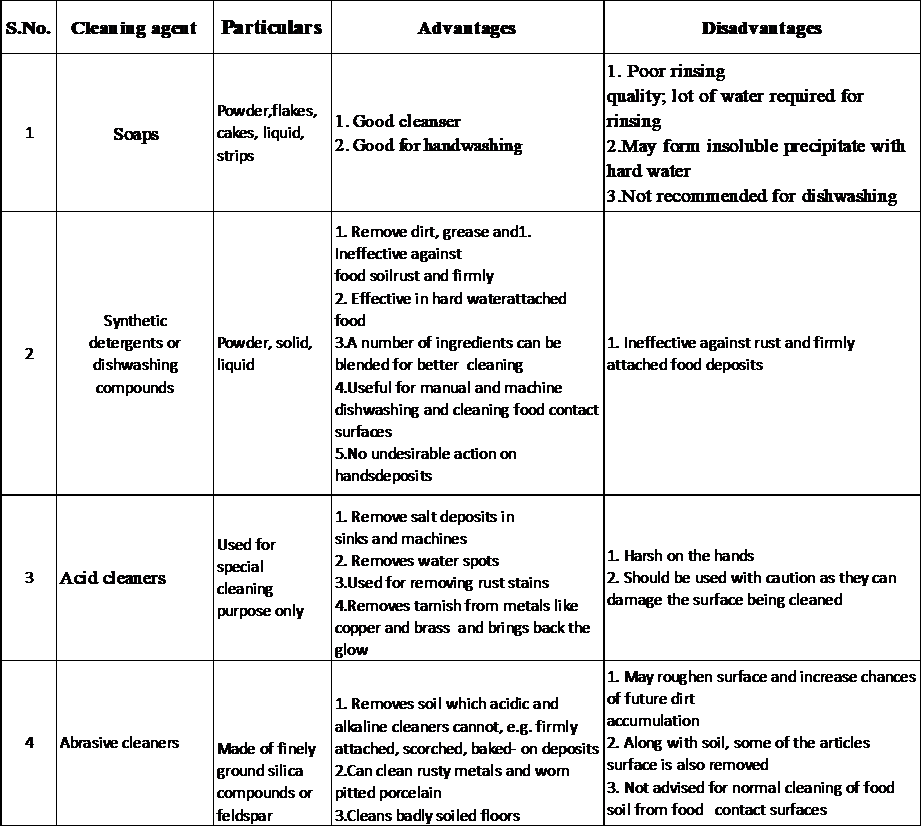 S.No. Cleaning agent Particulars Advantages Disadvantages
1
Soaps
Powder,flakes,
cakes, liquid,
strips
1. Good cleanser
2. Good for handwashing
1. Poor rinsing
quality; lot of water required for
rinsing
2.May form insoluble precipitate with
hard water
3.Not recommended for dishwashing
2
Synthetic
detergents or
dishwashing
compounds
Powder, solid,
liquid
1. Remove dirt, grease and1.
Ineffective against
food soilrust and firmly
2. Effective in hard waterattached
food
3.A number of ingredients can be
blended for better cleaning
4.Useful for manual and machine
dishwashing and cleaning food contact
surfaces
5.No undesirable action on
handsdeposits
1. Ineffective against rust and firmly
attached food deposits
3
Acid cleaners
Used for
special
cleaning
purpose only
1. Remove salt deposits in
sinks and machines
2. Removes water spots
3.Used for removing rust stains
4.Removes tarnish from metals like
copper and brass and brings back the
glow
1. Harsh on the hands
2. Should be used with caution as they can
damage the surface being cleaned
4
Abrasive cleaners
Made of finely
ground silica
compounds or
feldspar
1. Removes soil which acidic and
alkaline cleaners cannot, e.g. firmly
attached, scorched, baked- on deposits
2.Can clean rusty metals and worn
pitted porcelain
3.Cleans badly soiled floors
1. May roughen surface and increase chances
of future dirt
accumulation
2. Along with soil, some of the articles
surface is also removed
3. Not advised for normal cleaning of food
soil from food contact surfaces